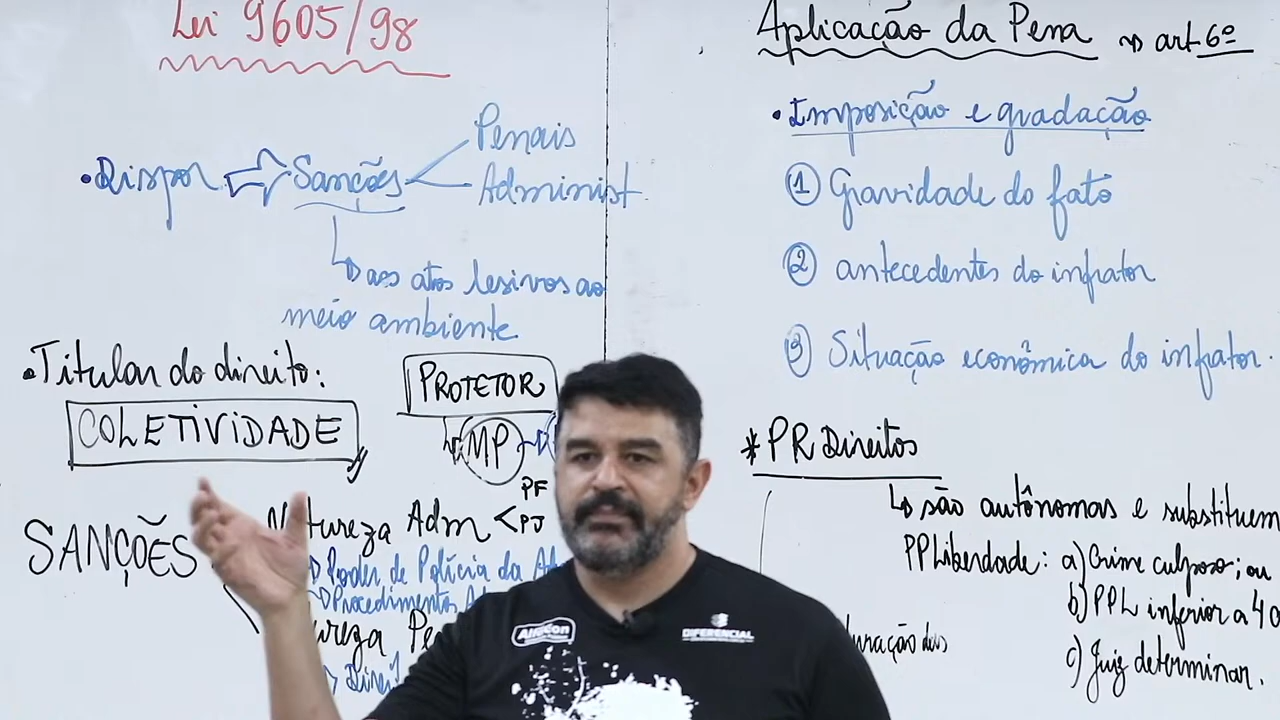 Lei 9605/98
• Dispor ⇨ Sanções
Penais
Administ.
↳ aos atos lesivos ao
meio ambiente
• Titular do direito:
COLETIVIDADE
PROTETOR
MP
SANÇÕES
Natureza Adm < PF
PJ
Poder de Polícia da
Procedimentos
Aplicação da Pena → art. 6º
• Imposição e gradação
① Gravidade do fato
② antecedentes do infrator
③ Situação econômica do infrator.
* PR Direitos
↳ são autônomas e substituem
PPLiberdade: a) Crime culposo; ou
b) PPL inferior a 4
c) Juiz determinar.
AlfaCon
DIFERENCIAL